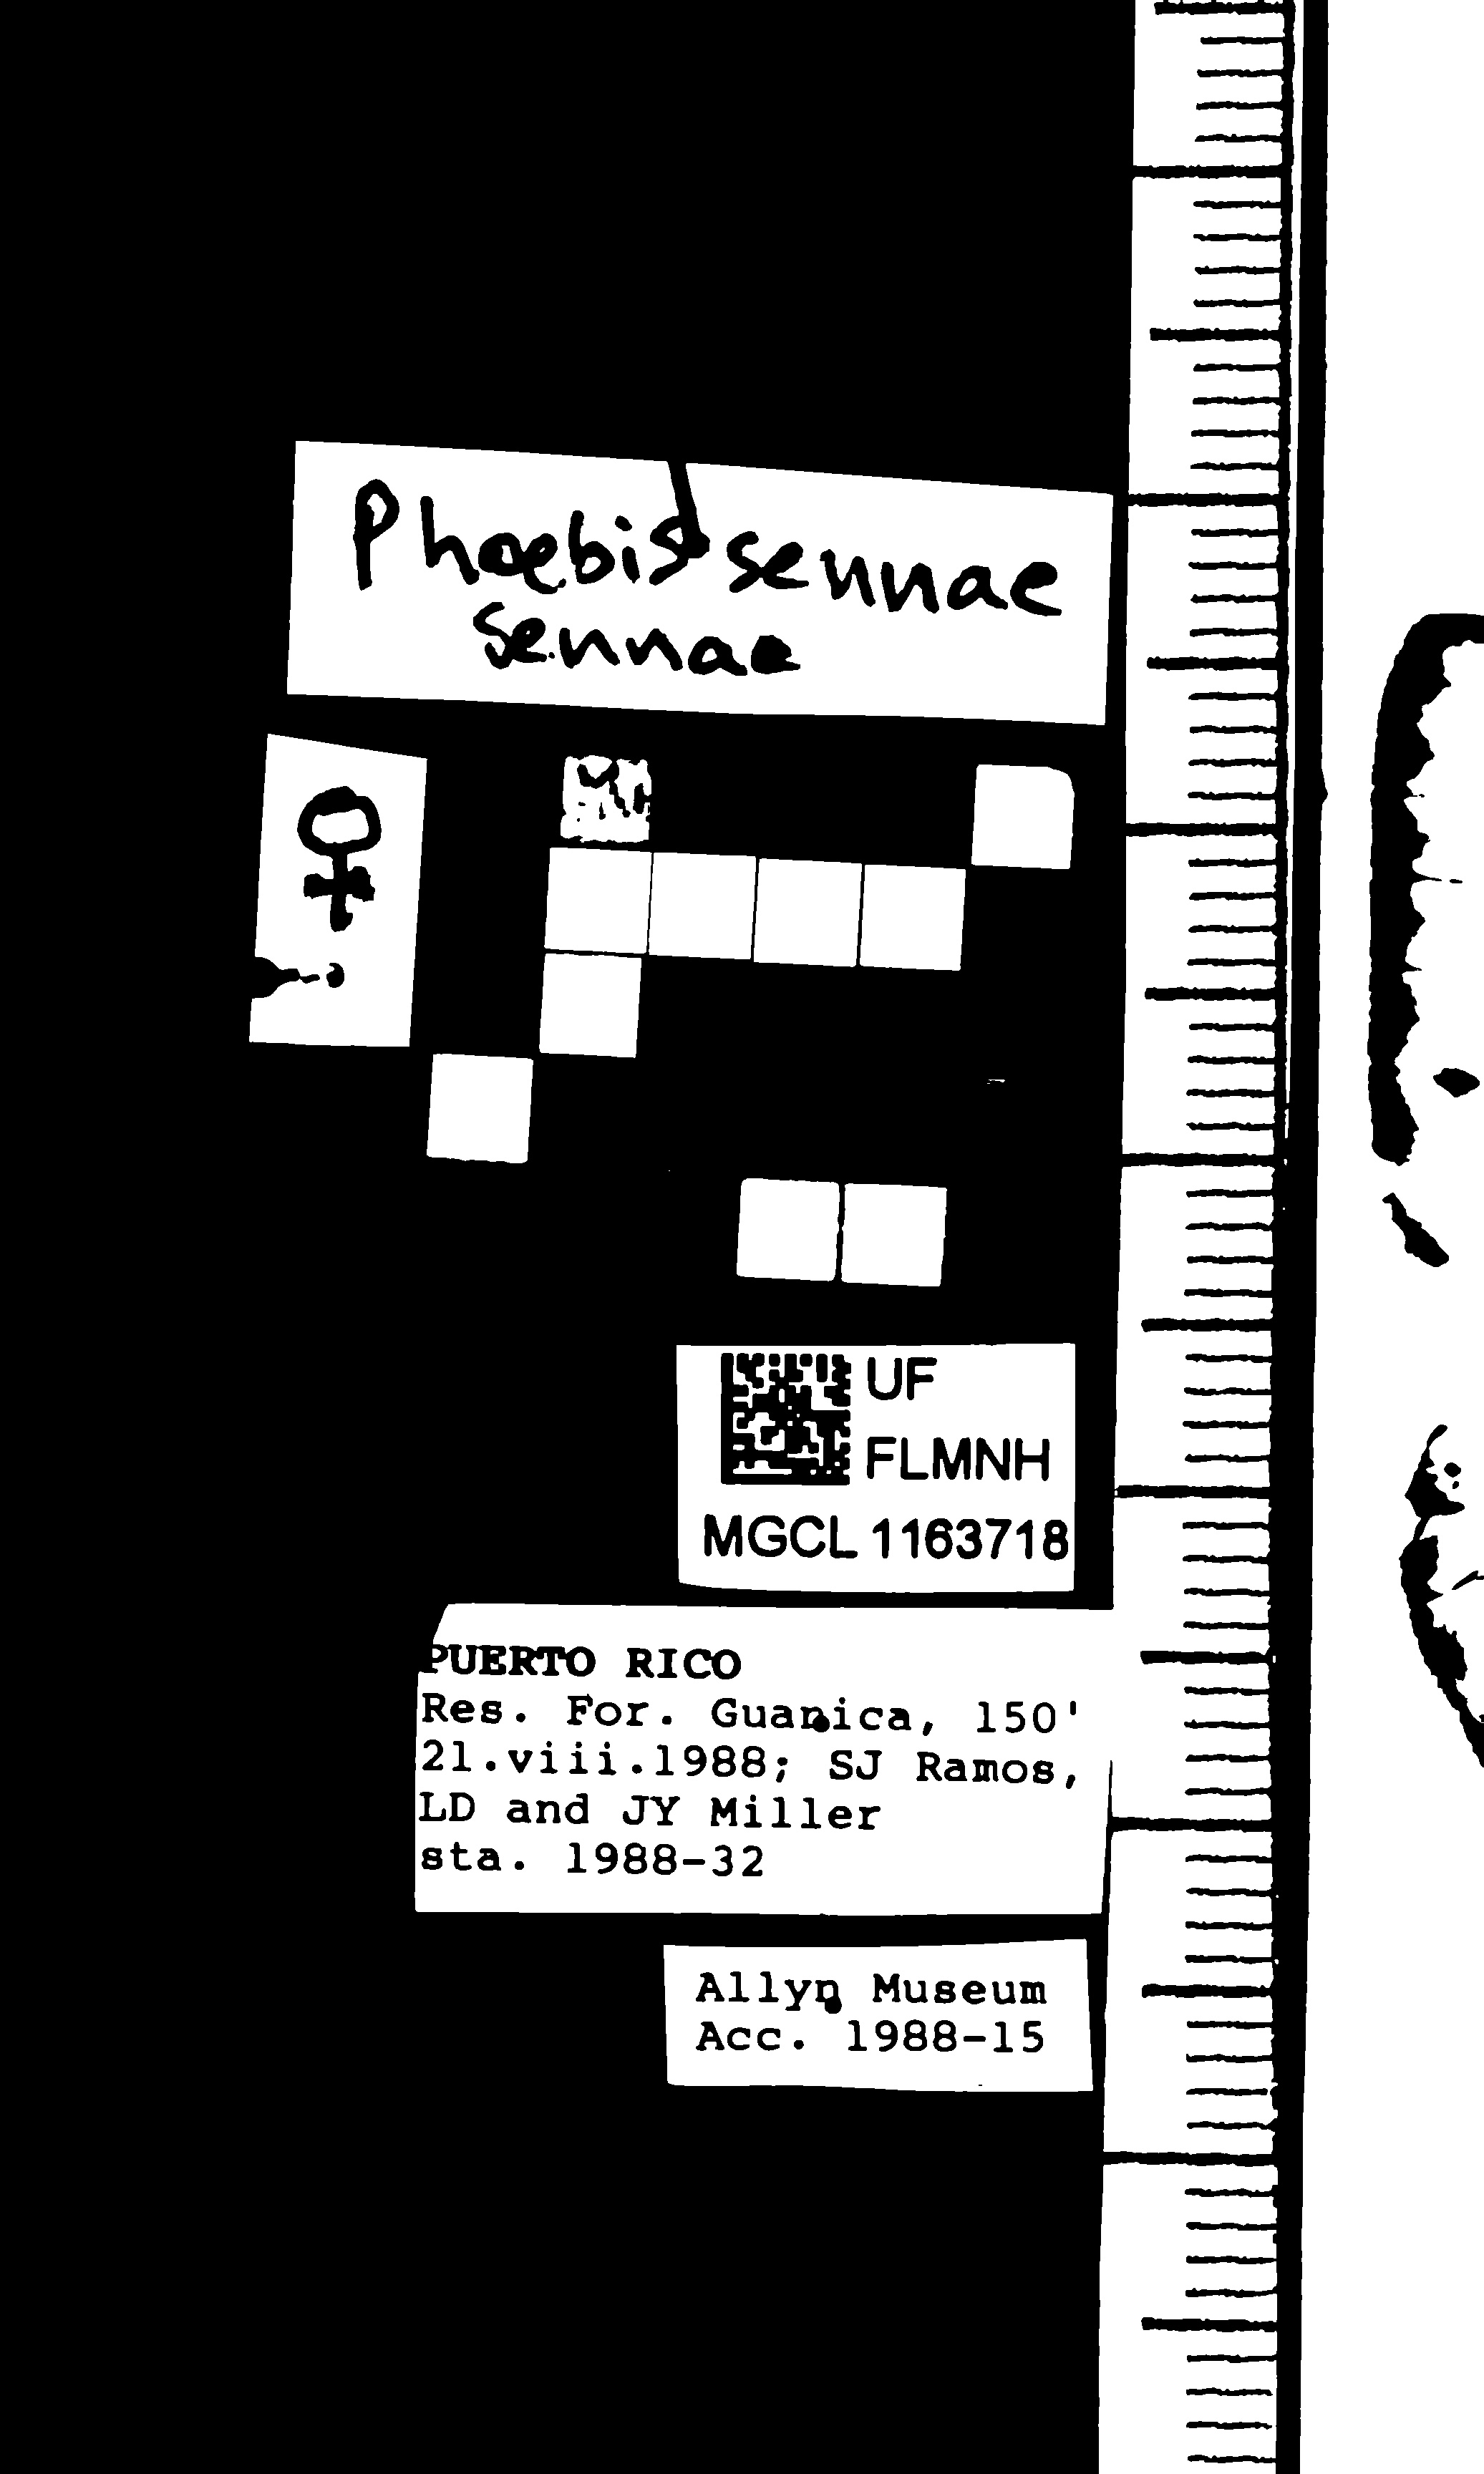 Phoebis sennae
sennae
♀
UF
FLMNH
MGCL 1163718
PUERTO RICO
Res. For. Guanica, 150'
21.viii.1988; SJ Ramos,
LD and JY Miller
sta. 1988-32
Allyn Museum
Acc. 1988-15